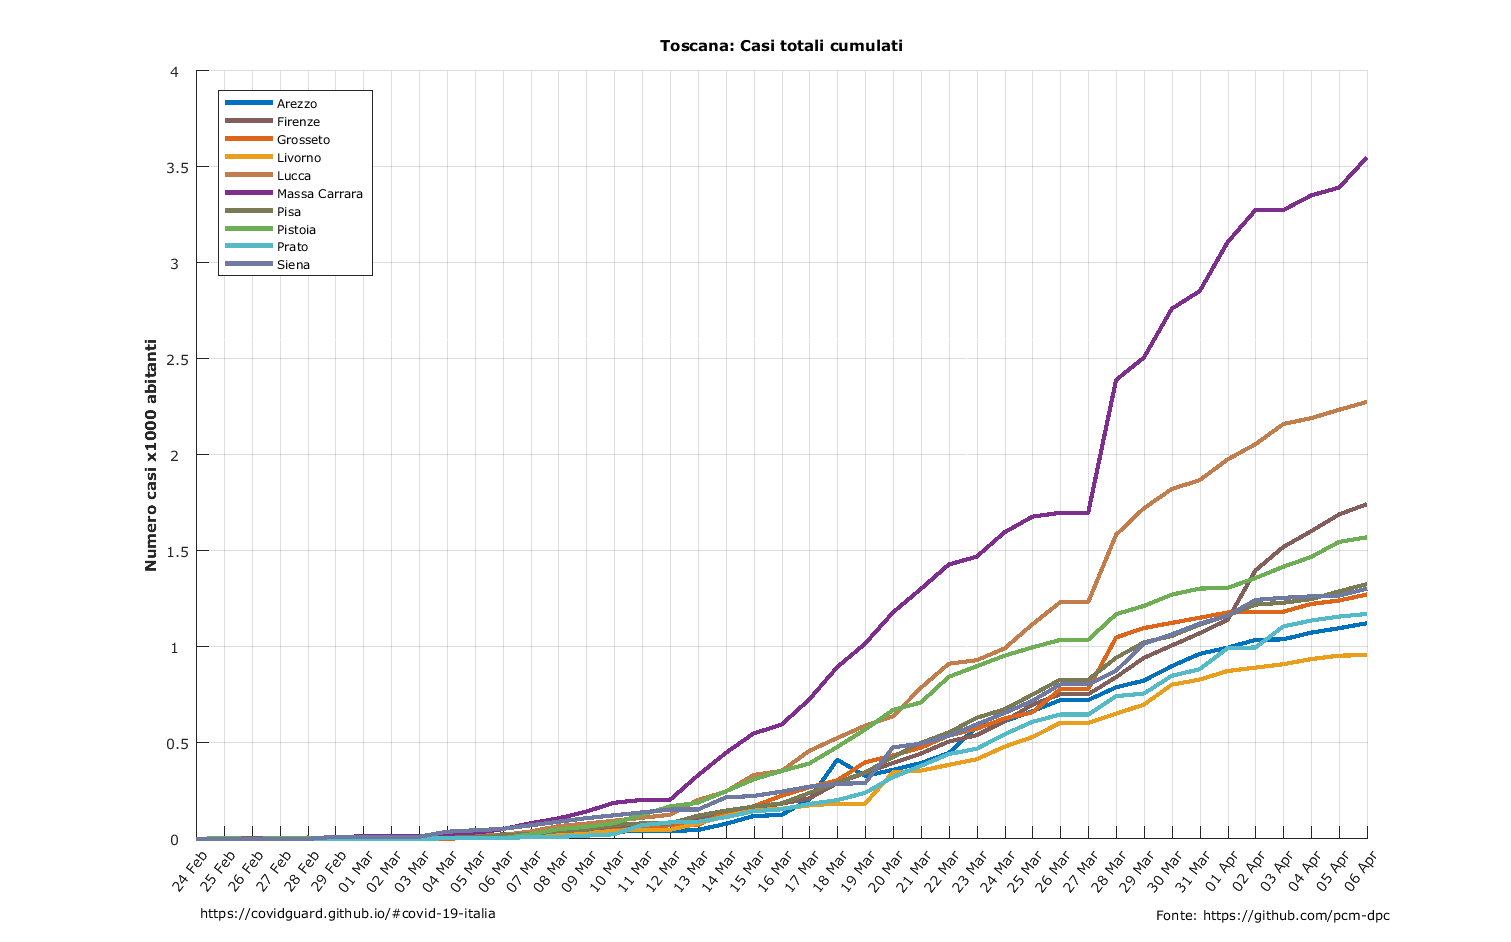 Toscana: Casi totali cumulati
Numero casi x1000 abitanti
4
3.5
3
2.5
2
1.5
1
0.5
0
Arezzo
Firenze
Grosseto
Livorno
Lucca
Massa Carrara
Pisa
Pistoia
Prato
Siena
24 Feb
25 Feb
26 Feb
27 Feb
28 Feb
29 Feb
01 Mar
02 Mar
03 Mar
04 Mar
05 Mar
06 Mar
07 Mar
08 Mar
09 Mar
10 Mar
11 Mar
12 Mar
13 Mar
14 Mar
15 Mar
16 Mar
17 Mar
18 Mar
19 Mar
20 Mar
21 Mar
22 Mar
23 Mar
24 Mar
25 Mar
26 Mar
27 Mar
28 Mar
29 Mar
30 Mar
31 Mar
01 Apr
02 Apr
03 Apr
04 Apr
05 Apr
06 Apr
https://covidguard.github.io/#covid-19-italia
Fonte: https://github.com/pcm-dpc